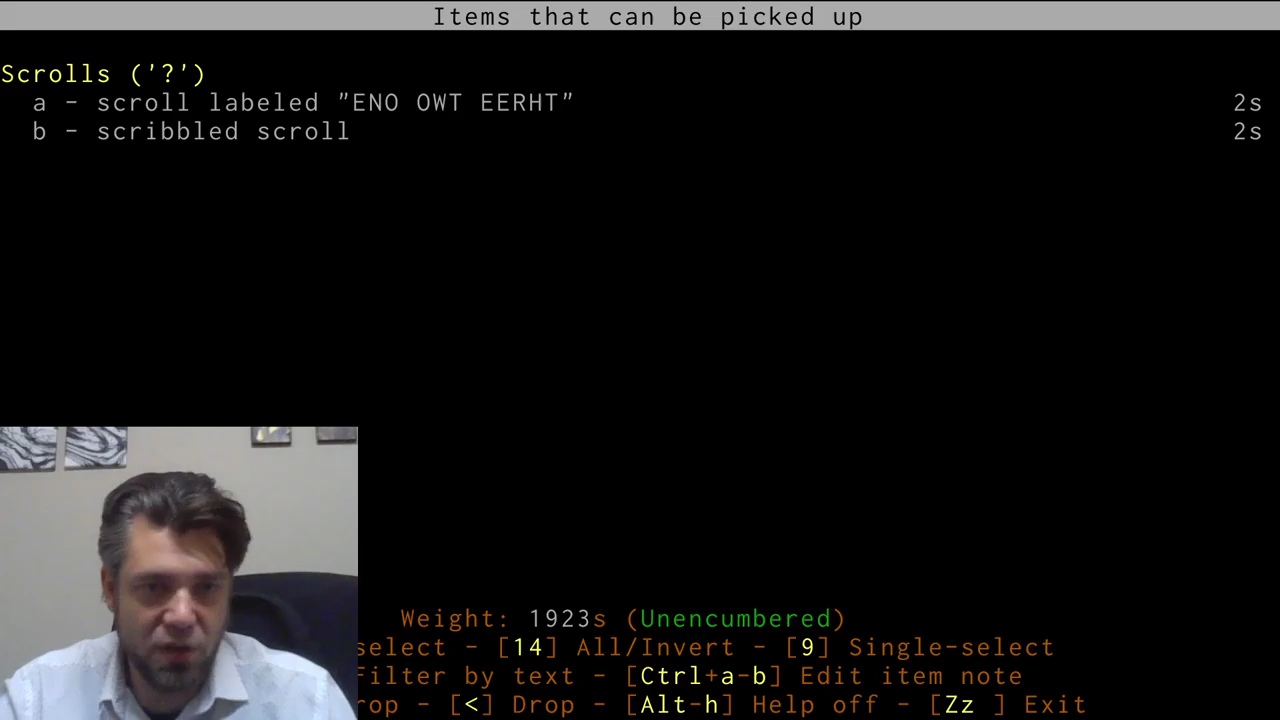 Items that can be picked up
Scrolls ('?')
a - scroll labeled "ENO OWT EERHT" 2s
b - scribbled scroll 2s
Weight: 1923s (Unencumbered)
select - [14] All/Invert - [9] Single-select
Filter by text - [Ctrl+a-b] Edit item note
rop - [<] Drop - [Alt-h] Help off - [Zz ] Exit